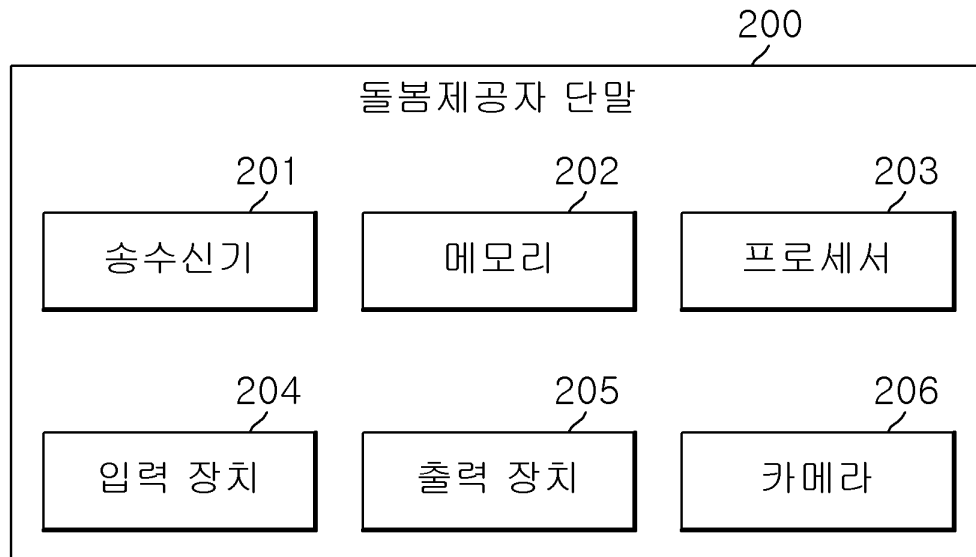 200
돌봄제공자 단말
201 202 203
송수신기 메모리 프로세서
204 205 206
입력 장치 출력 장치 카메라